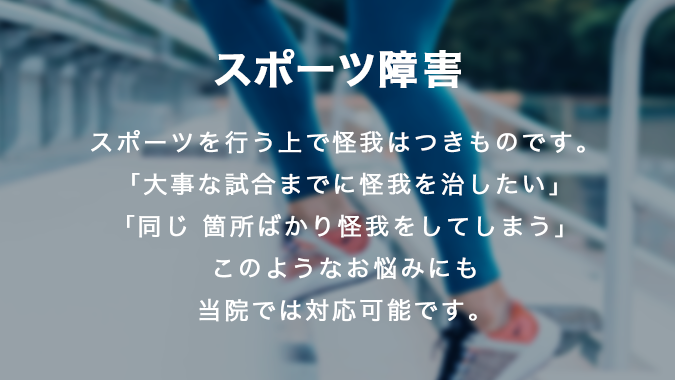 スポーツ障害
スポーツを行う上で怪我はつきものです。
「大事な試合までに怪我を治したい」
「同じ 箇所ばかり怪我をしてしまう」
このようなお悩みにも
当院では対応可能です。